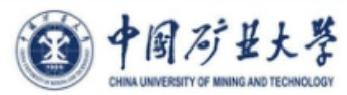 中国矿业大学
CHINA UNIVERSITY OF MINING AND TECHNOLOGY